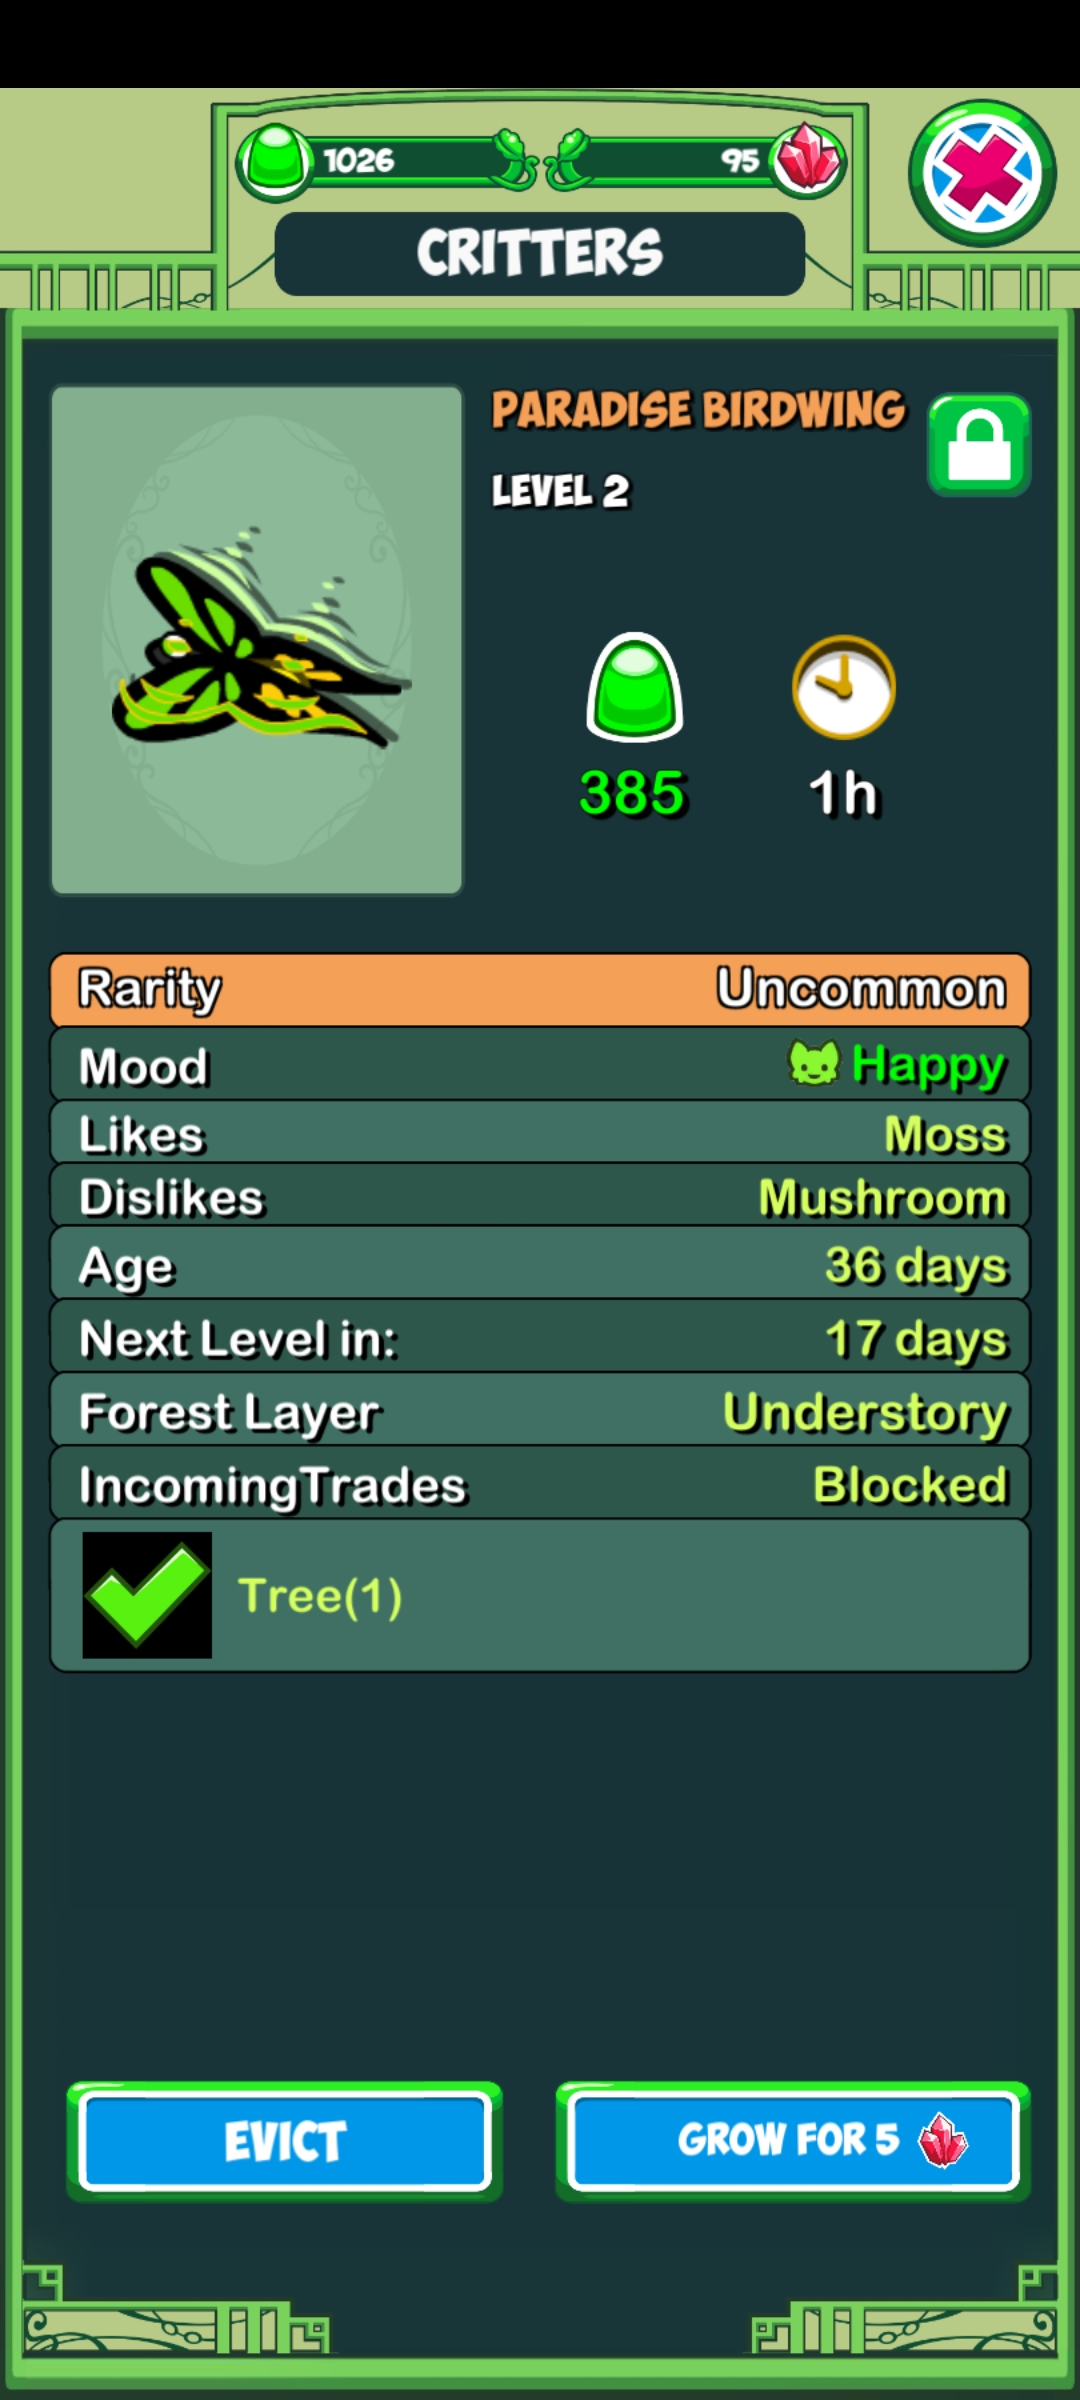 1026
95
CRITTERS
PARADISE BIRDWING
LEVEL 2
385
1h
Rarity Uncommon
Mood Happy
Likes Moss
Dislikes Mushroom
Age 36 days
Next Level in: 17 days
Forest Layer Understory
IncomingTrades Blocked
Tree(1)
EVICT
GROW FOR 5